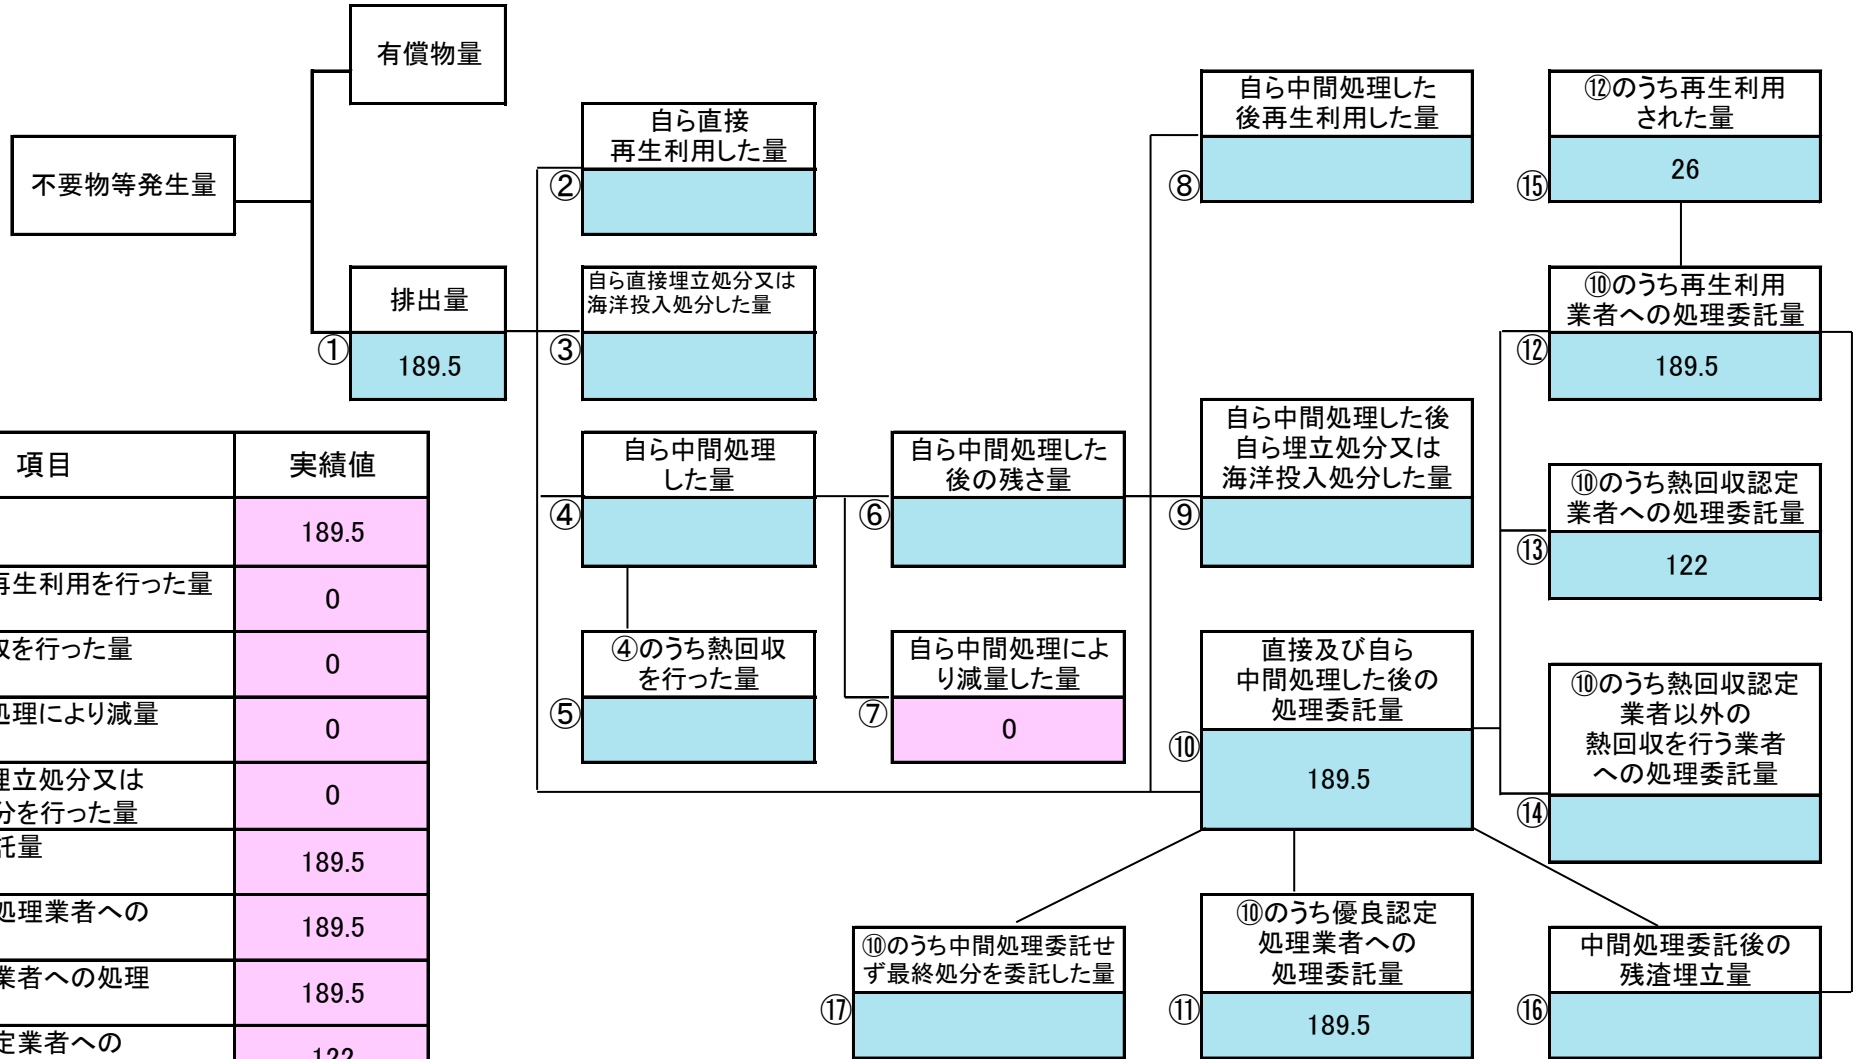 有償物量
不要物等発生量
排出量
①
189.5
自ら直接
再生利用した量
②
自ら直接埋立処分又は
海洋投入処分した量
③
自ら中間処理
した量
④
④のうち熱回収
を行った量
⑤
自ら中間処理した
後の残さ量
⑥
自ら中間処理によ
り減量した量
⑦
0
自ら中間処理した
後再生利用した量
⑧
自ら中間処理した後
自ら埋立処分又は
海洋投入処分した量
⑨
直接及び自ら
中間処理した後の
処理委託量
⑩
189.5
⑩のうち優良認定
処理業者への
処理委託量
⑪
189.5
⑫のうち再生利用
された量
⑮
26
⑩のうち再生利用
業者への処理委託量
⑫
189.5
⑩のうち熱回収認定
業者への処理委託量
⑬
122
⑩のうち熱回収認定
業者以外の
熱回収を行う業者
への処理委託量
⑭
中間処理委託後の
残渣埋立量
⑯
⑩のうち中間処理委託せ
ず最終処分を委託した量
⑰
項目 実績値
189.5
再生利用を行った量 0
を行った量 0
処理により減量 0
埋立処分又は
分を行った量 0
託量 189.5
処理業者への 189.5
業者への処理 189.5
定業者への 122